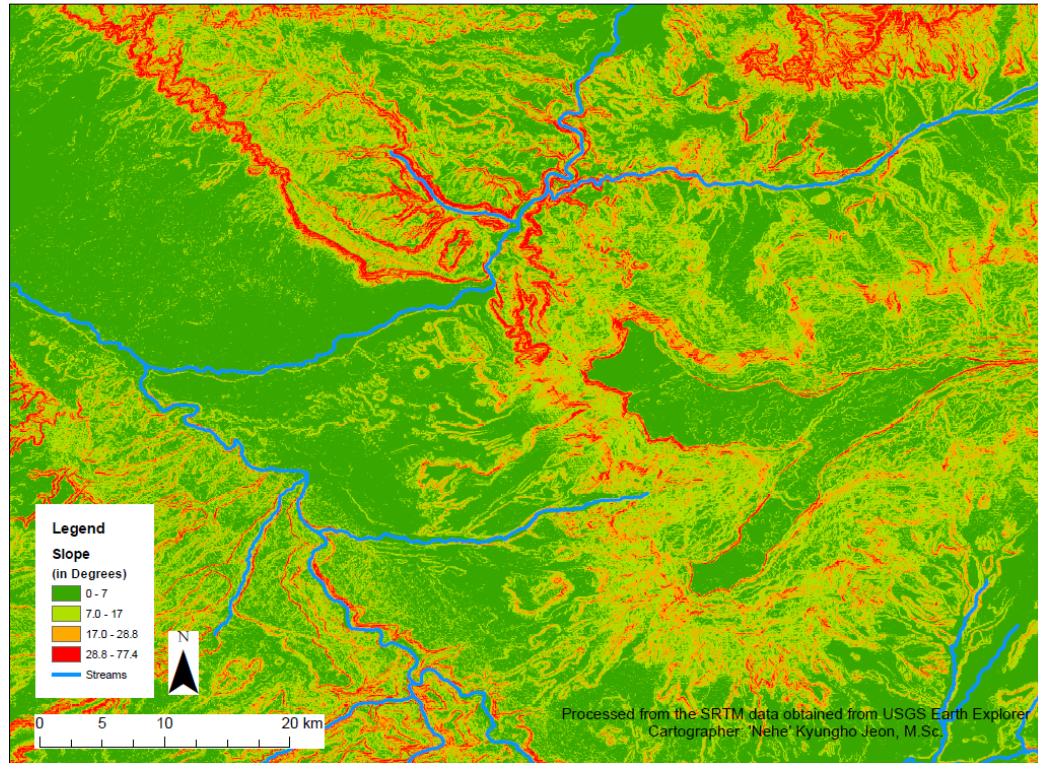 Legend
Slope
(in Degrees)
0 - 7
7.0 - 17
17.0 - 28.8
28.8 - 77.4
Streams
N
0 5 10 20 km
Processed from the SRTM data obtained from USGS Earth Explorer
Cartographer 'Nehe' Kyungho Jeon, M.Sc.